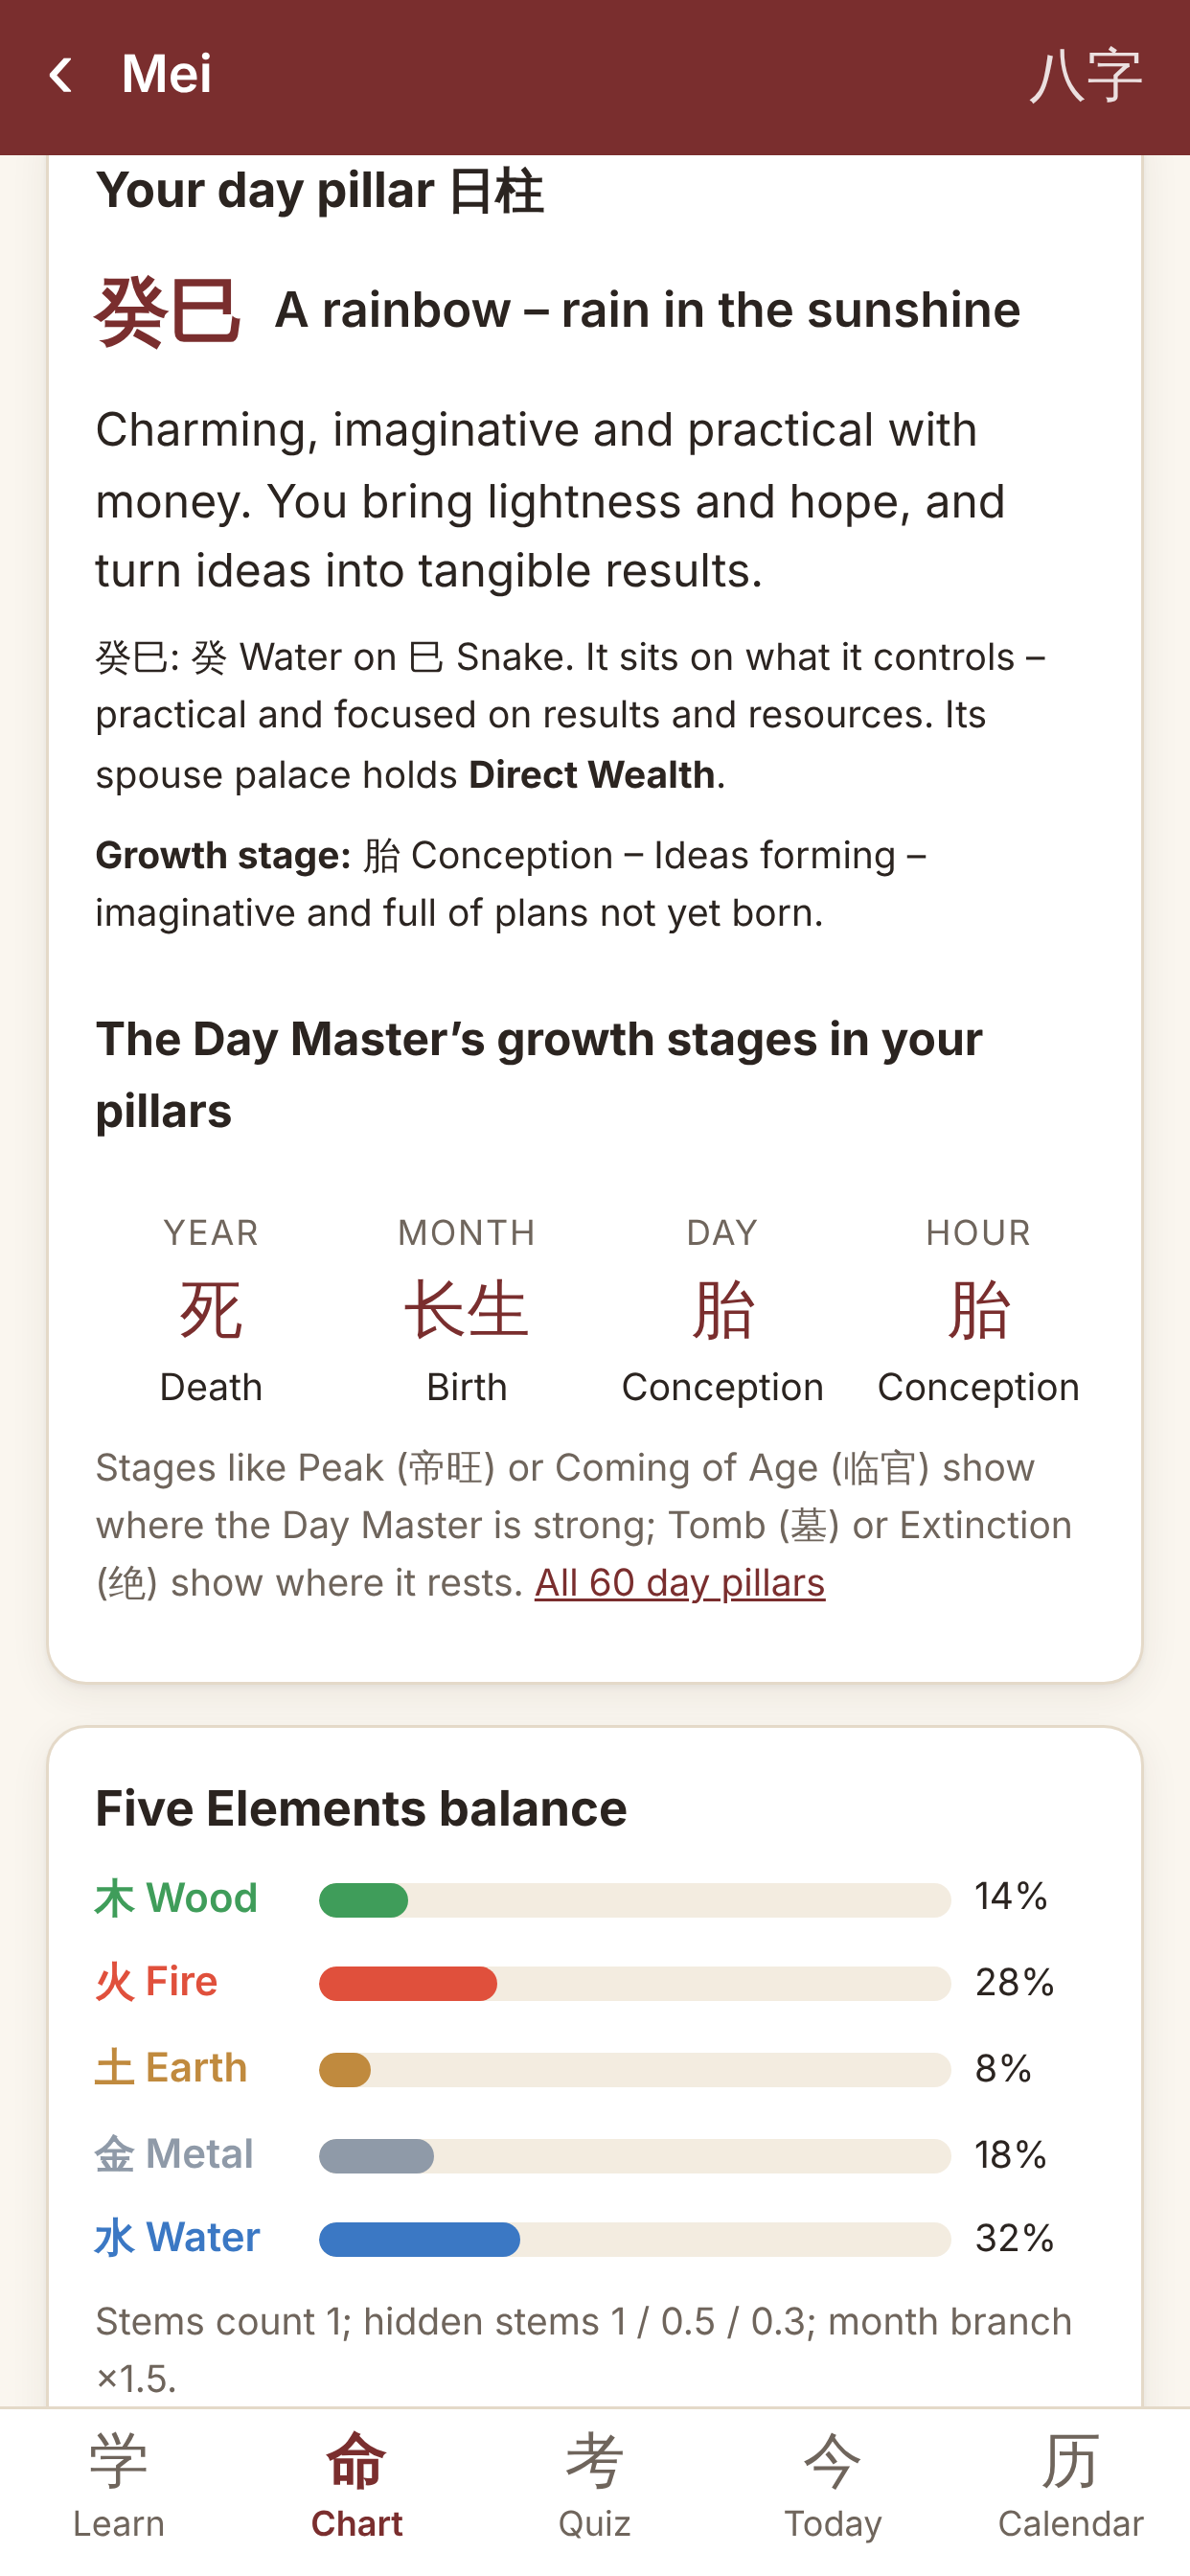 Mei
八字
Your day pillar 日柱
癸巳 A rainbow – rain in the sunshine
Charming, imaginative and practical with
money. You bring lightness and hope, and
turn ideas into tangible results.
癸巳: 癸 Water on 巳 Snake. It sits on what it controls –
practical and focused on results and resources. Its
spouse palace holds Direct Wealth.
Growth stage: 胎 Conception – Ideas forming –
imaginative and full of plans not yet born.
The Day Master’s growth stages in your
pillars
YEAR MONTH DAY HOUR
死 长生 胎 胎
Death Birth Conception Conception
Stages like Peak (帝旺) or Coming of Age (临官) show
where the Day Master is strong; Tomb (墓) or Extinction
(绝) show where it rests. All 60 day pillars
Five Elements balance
木 Wood 14%
火 Fire 28%
土 Earth 8%
金 Metal 18%
水 Water 32%
Stems count 1; hidden stems 1 / 0.5 / 0.3; month branch
×1.5.
学 命 考 今 历
Learn Chart Quiz Today Calendar